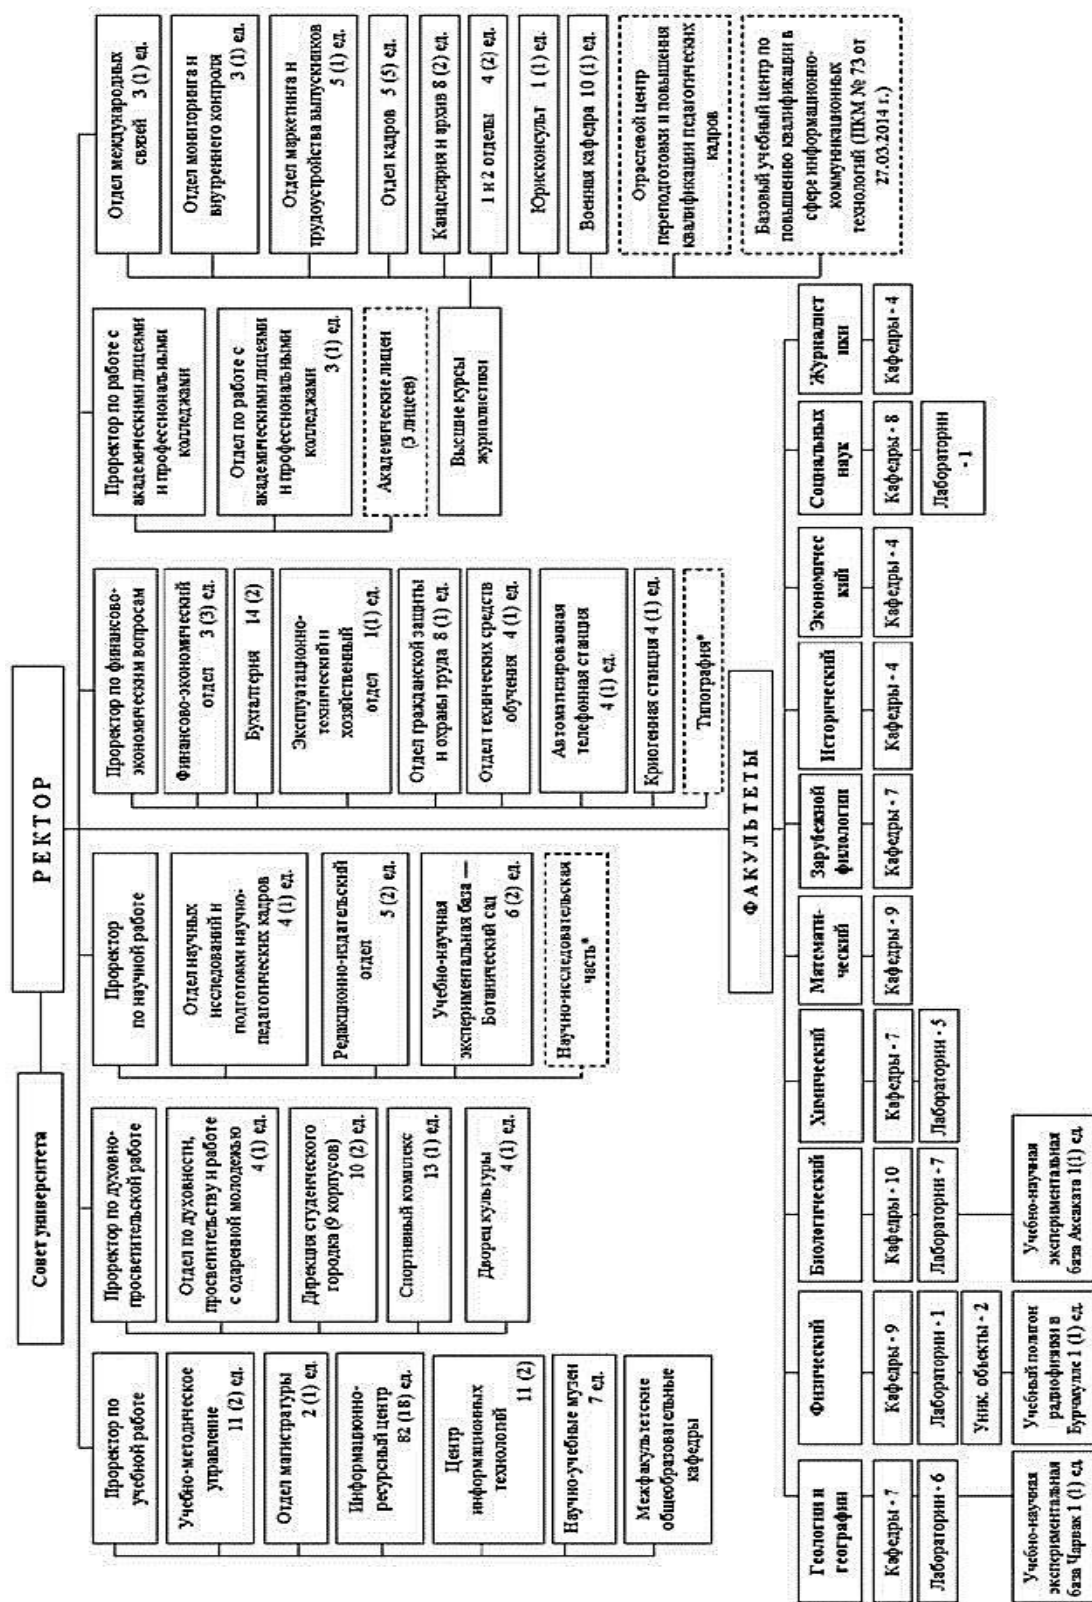 РЕКТОР
Совет университета
Проректор по
учебной работе
Учебно-методическое
управление
11 (2) ед.
Отдел магистратуры
2 (1) ед.
Информационно-
ресурсный центр
82 (18) ед.
Центр
информационных
технологий
11 (2)
Научно-учебные музеи
7 ед.
Межфакультетские
общеобразовательные
кафедры
Проректор по духовно-
просветительской работе
Отдел по духовности,
просветительству и работе
с одаренной молодежью
4 (1) ед.
Дирекция студенческого
городка (9 корпусов)
10 (2) ед.
Спортивный комплекс
13 (1) ед.
Дворец культуры
4 (1) ед.
Проректор
по научной работе
Отдел научных
исследований и
подготовки научно-
педагогических кадров
4 (1) ед.
Редакционно-издательский
отдел
5 (2) ед.
Учебно-научная
экспериментальная база —
Ботанический сад
6 (2) ед.
Научно-исследовательская
часть*
Проректор по финансово-
экономическим вопросам
Финансово-экономический
отдел 3 (3) ед.
Бухгалтерия 14 (2)
Эксплуатационно-
технический и
хозяйственный
отдел 1(1) ед.
Отдел гражданской защиты
и охраны труда 8 (1) ед.
Отдел технических средств
обучения 4 (1) ед.
Автоматизированная
телефонная станция
4 (1) ед.
Криогенная станция 4 (1) ед.
Типография*
Проректор по работе с
академическими лицеями
и профессиональными
колледжами
Отдел по работе с
академическими лицеями
и профессиональными
колледжами
3 (1) ед.
Академические лицеи
(3 лицеев)
Высшие курсы
журналистики
Отдел международных
связей 3 (1) ед.
Отдел мониторинга и
внутреннего контроля
3 (1) ед.
Отдел маркетинга и
трудоустройства выпускников
5 (1) ед.
Отдел кадров 5 (5) ед.
Канцелярия и архив 8 (2) ед.
1 и 2 отделы 4 (2) ед.
Юрисконсульт 1 (1) ед.
Военная кафедра 10 (1) ед.
Отраслевой центр
переподготовки и повышения
квалификации педагогических
кадров
Базовый учебный центр по
повышению квалификации в
сфере информационно-
коммуникационных
технологий (ПКМ № 73 от
27.03.2014 г.)
ФАКУЛЬТЕТЫ
Геологии и
географии
Кафедры - 7
Лаборатории - 6
Учебно-научная
экспериментальная
база Чарвак 1 (1) ед.
Физический
Кафедры - 9
Лаборатории - 1
Уник. объекты - 2
Учебный полигон
радиофизики в
Бурчмулле 1 (1) ед.
Биологический
Кафедры - 10
Лаборатории - 7
Учебно-научная
экспериментальная
база Аксаката 1(1) ед.
Химический
Кафедры - 7
Лаборатории - 5
Математи-
ческий
Кафедры - 9
Зарубежной
филологии
Кафедры - 7
Исторический
Кафедры - 4
Экономичес
кий
Кафедры - 4
Социальных
наук
Кафедры - 8
Лаборатории
- 1
Журналист
ики
Кафедры - 4